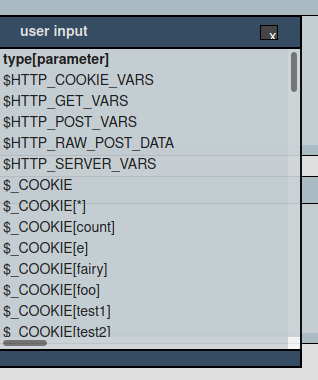 user input
x
type[parameter]
$HTTP_COOKIE_VARS
$HTTP_GET_VARS
$HTTP_POST_VARS
$HTTP_RAW_POST_DATA
$HTTP_SERVER_VARS
$_COOKIE
$_COOKIE[*]
$_COOKIE[count]
$_COOKIE[e]
$_COOKIE[fairy]
$_COOKIE[foo]
$_COOKIE[test1]
$_COOKIE[test2]